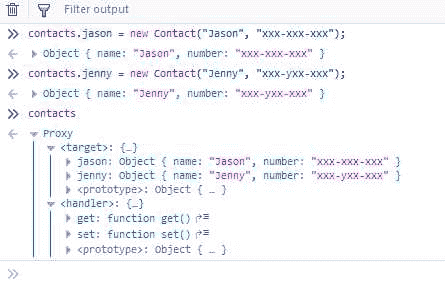 Filter output
contacts.jason = new Contact("Jason", "xxx-xxx-xxx");
Object { name: "Jason", number: "xxx-xxx-xxx" }
contacts.jenny = new Contact("Jenny", "xxx-yxx-xxx");
Object { name: "Jenny", number: "xxx-yxx-xxx" }
contacts
Proxy
<target>: {…}
jason: Object { name: "Jason", number: "xxx-xxx-xxx" }
jenny: Object { name: "Jenny", number: "xxx-yxx-xxx" }
<prototype>: Object { … }
<handler>: {…}
get: function get()
set: function set()
<prototype>: Object { … }